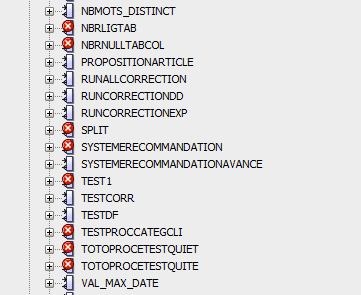 NBMOTS_DISTINCT
NBRLIGTAB
NBRNULLTABCOL
PROPOSITIONARTICLE
RUNALLCORRECTION
RUNCORRECTIONDD
RUNCORRECTIONEXP
SPLIT
SYSTEMERECOMMANDATION
SYSTEMERECOMMANDATIONAVANCE
TEST1
TESTCORR
TESTDF
TESTPROCCATEGCLI
TOTOPROCETESTQUIET
TOTOPROCETESTQUITE
VAL_MAX_DATE